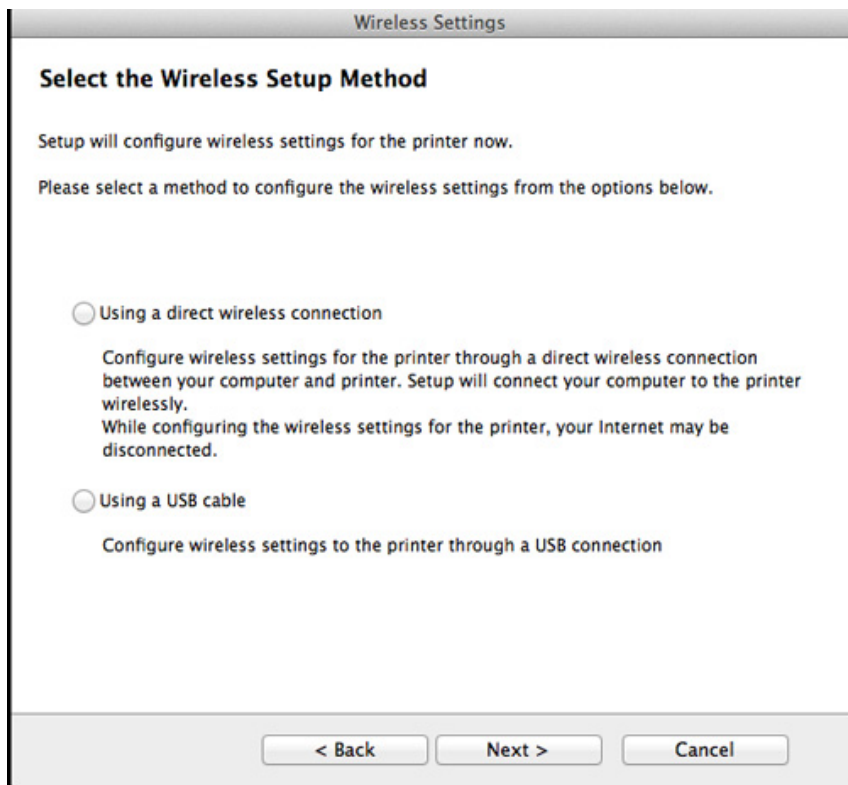 Wireless Settings
Select the Wireless Setup Method
Setup will configure wireless settings for the printer now.
Please select a method to configure the wireless settings from the options below.
Using a direct wireless connection
Configure wireless settings for the printer through a direct wireless connection
between your computer and printer. Setup will connect your computer to the printer
wirelessly.
While configuring the wireless settings for the printer, your Internet may be
disconnected.
Using a USB cable
Configure wireless settings to the printer through a USB connection
< Back
Next >
Cancel